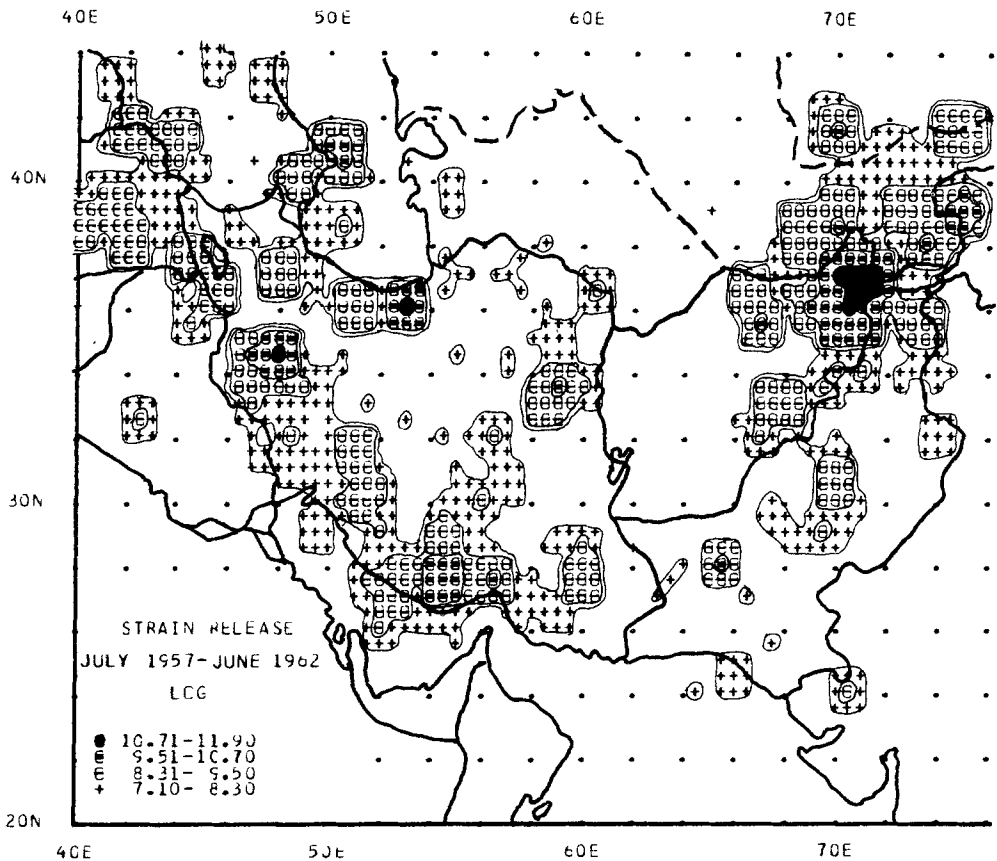 40E 50E 60E 70E
40N
30N
STRAIN RELEASE
JULY 1957-JUNE 1962
LCG
10.71-11.90
9.51-10.70
8.31- 9.50
+ 7.10- 8.30
20N
40E 50E 60E 70E